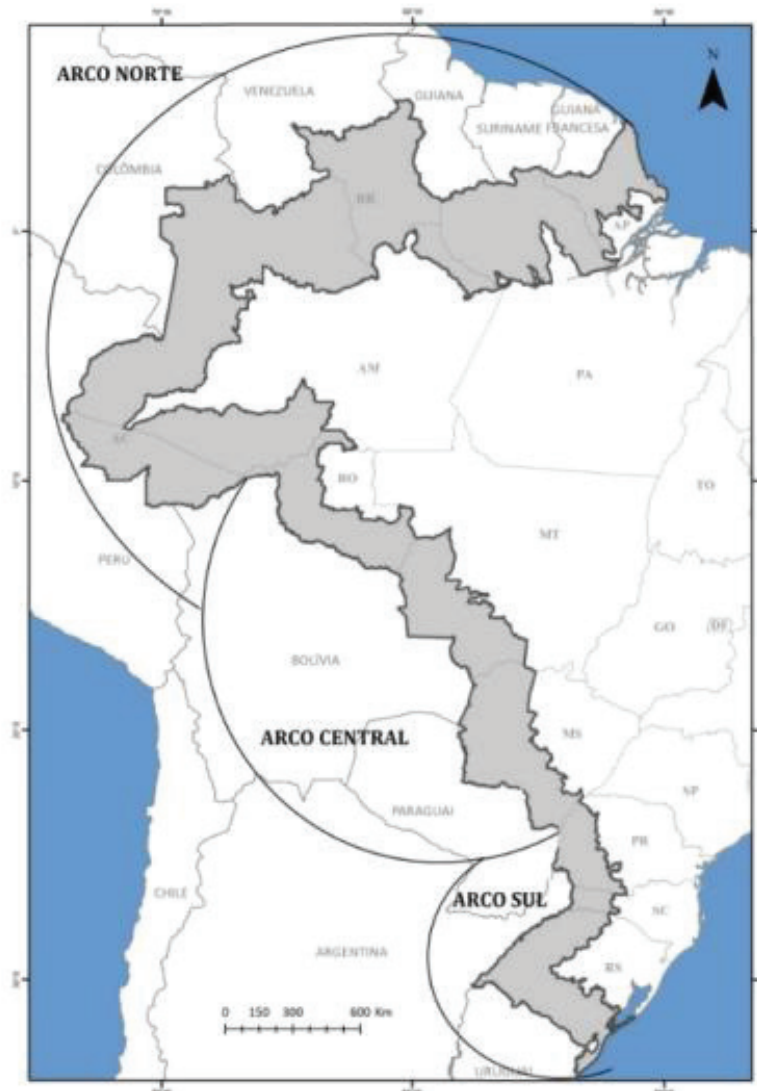 N
ARCO NORTE
VENEZUELA
GUIANA
SURINAME
GUIANA
FRANCESA
COLÔMBIA
RR
AP
AM
PA
AC
RO
TO
MT
PERU
GO
DF
BOLÍVIA
ARCO CENTRAL
MS
SP
PARAGUAI
PR
CHILE
ARCO SUL
SC
ARGENTINA
RS
0 150 300 600 Km
URUGUAI